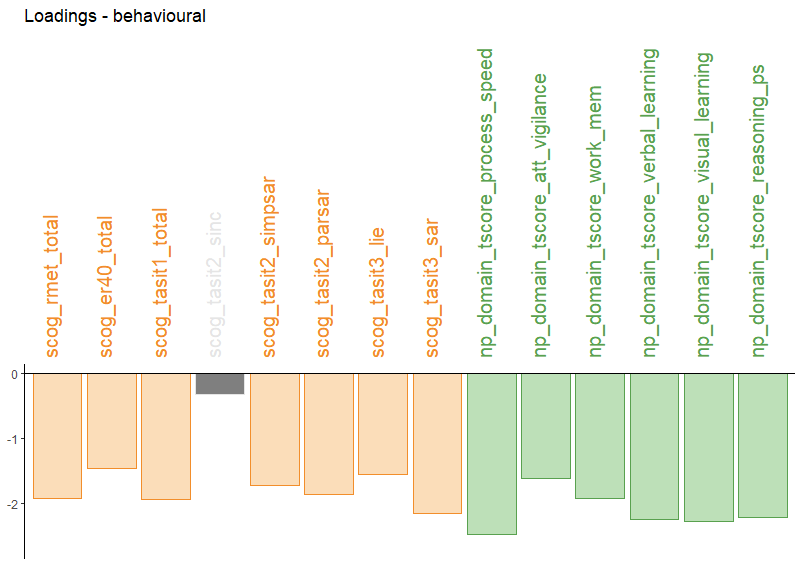 Loadings - behavioural
scog_rmet_total
scog_er40_total
scog_tasit1_total
scog_tasit2_sinc
scog_tasit2_simpsar
scog_tasit2_parsar
scog_tasit3_lie
scog_tasit3_sar
np_domain_tscore_process_speed
np_domain_tscore_att_vigilance
np_domain_tscore_work_mem
np_domain_tscore_verbal_learning
np_domain_tscore_visual_learning
np_domain_tscore_reasoning_ps
0
-1
-2